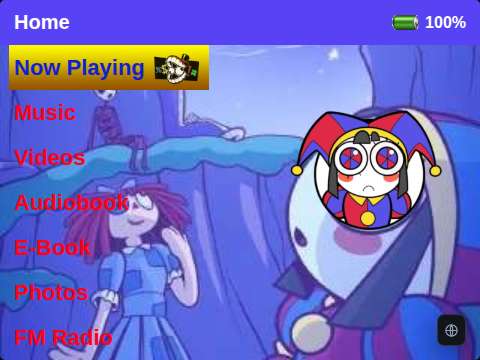 Home
100%
Now Playing
Music
Videos
Audiobook
E-Book
Photos
FM Radio